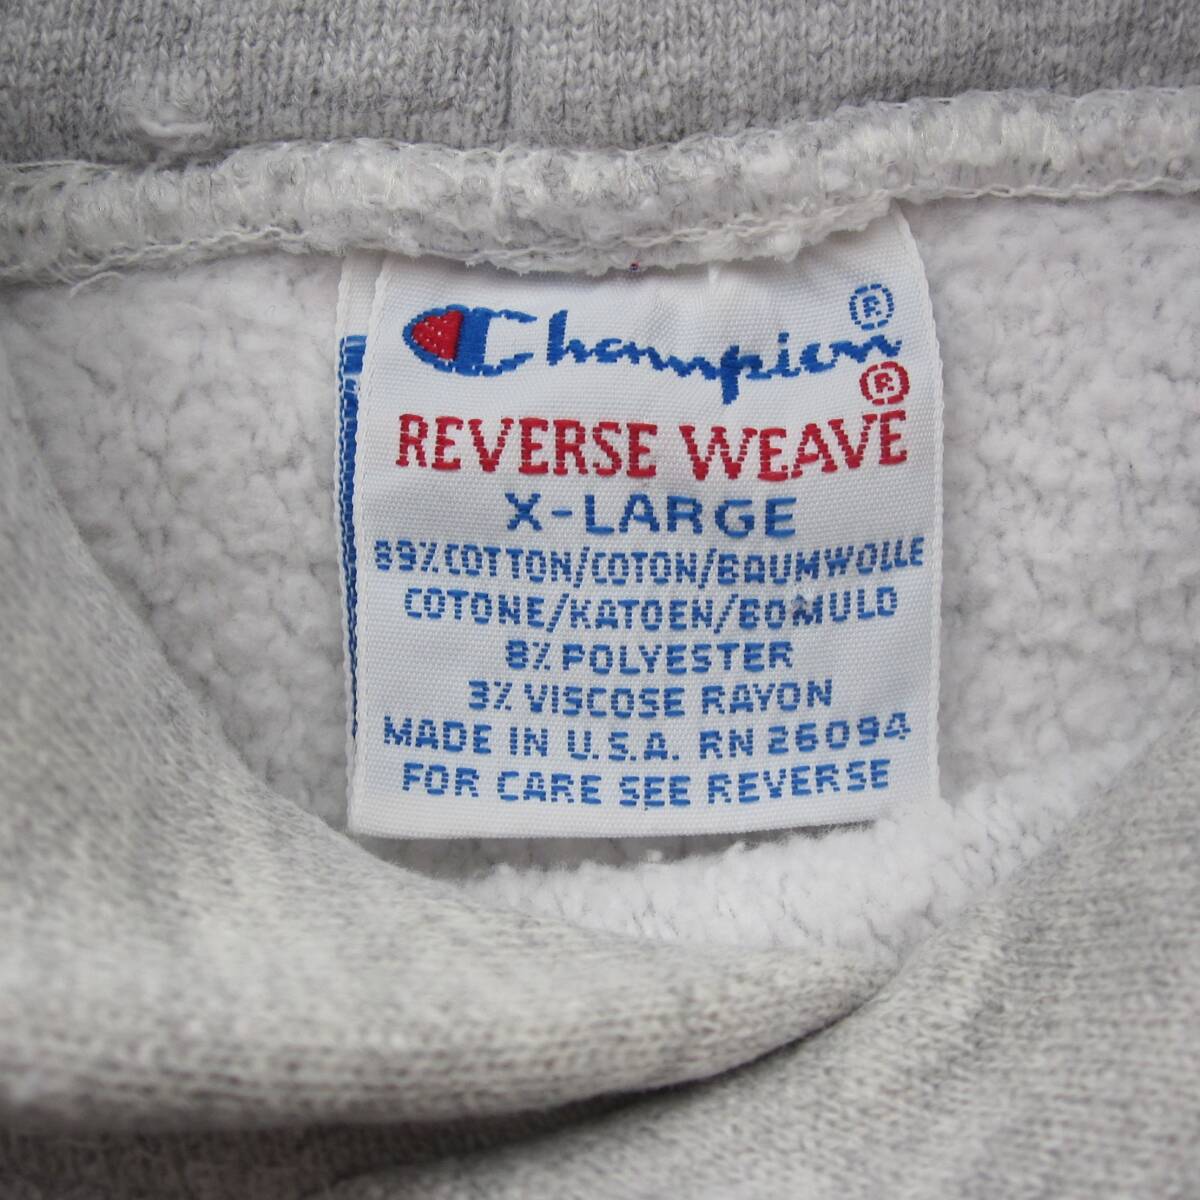 Champion®
REVERSE WEAVE®
X-LARGE
89% COTTON/COTON/BAUMWOLLE
COTONE/KATOEN/BOMULD
8% POLYESTER
3% VISCOSE RAYON
MADE IN U.S.A. RN 26094
FOR CARE SEE REVERSE